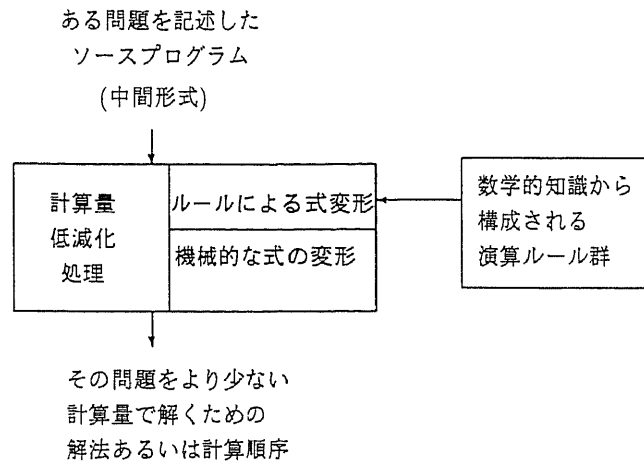 ある問題を記述した
ソースプログラム
(中間形式)
計算量
低減化
処理
ルールによる式変形
機械的な式の変形
数学的知識から
構成される
演算ルール群
その問題をより少ない
計算量で解くための
解法あるいは計算順序